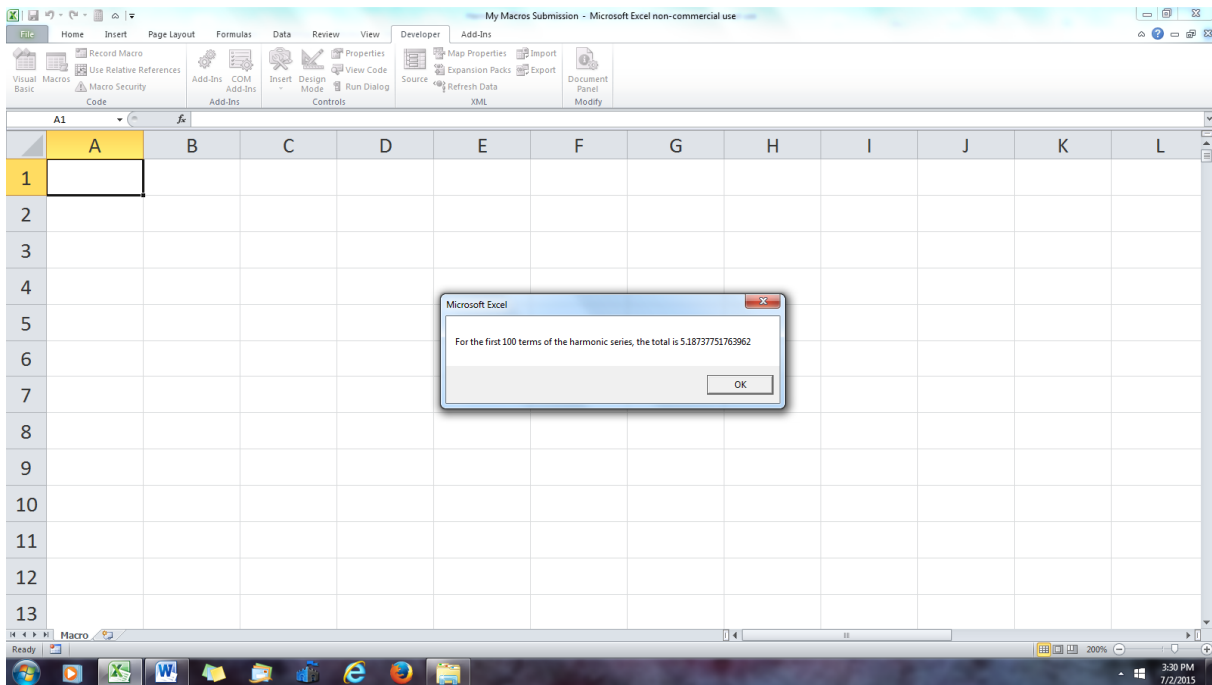 My Macros Submission - Microsoft Excel non-commercial use
File Home Insert Page Layout Formulas Data Review View Developer Add-Ins
Visual Basic
Macros
Record Macro
Use Relative References
Macro Security
Code
Add-Ins
COM Add-Ins
Add-Ins
Insert
Design Mode
Properties
View Code
Run Dialog
Controls
Source
Map Properties
Expansion Packs
Refresh Data
Import
Export
XML
Document Panel
Modify
A1 fx
A B C D E F G H I J K L
1
2
3
4
Microsoft Excel
5
For the first 100 terms of the harmonic series, the total is 5.18737751763962
6
OK
7
8
9
10
11
12
13
Macro
Ready 200%
3:30 PM
7/2/2015